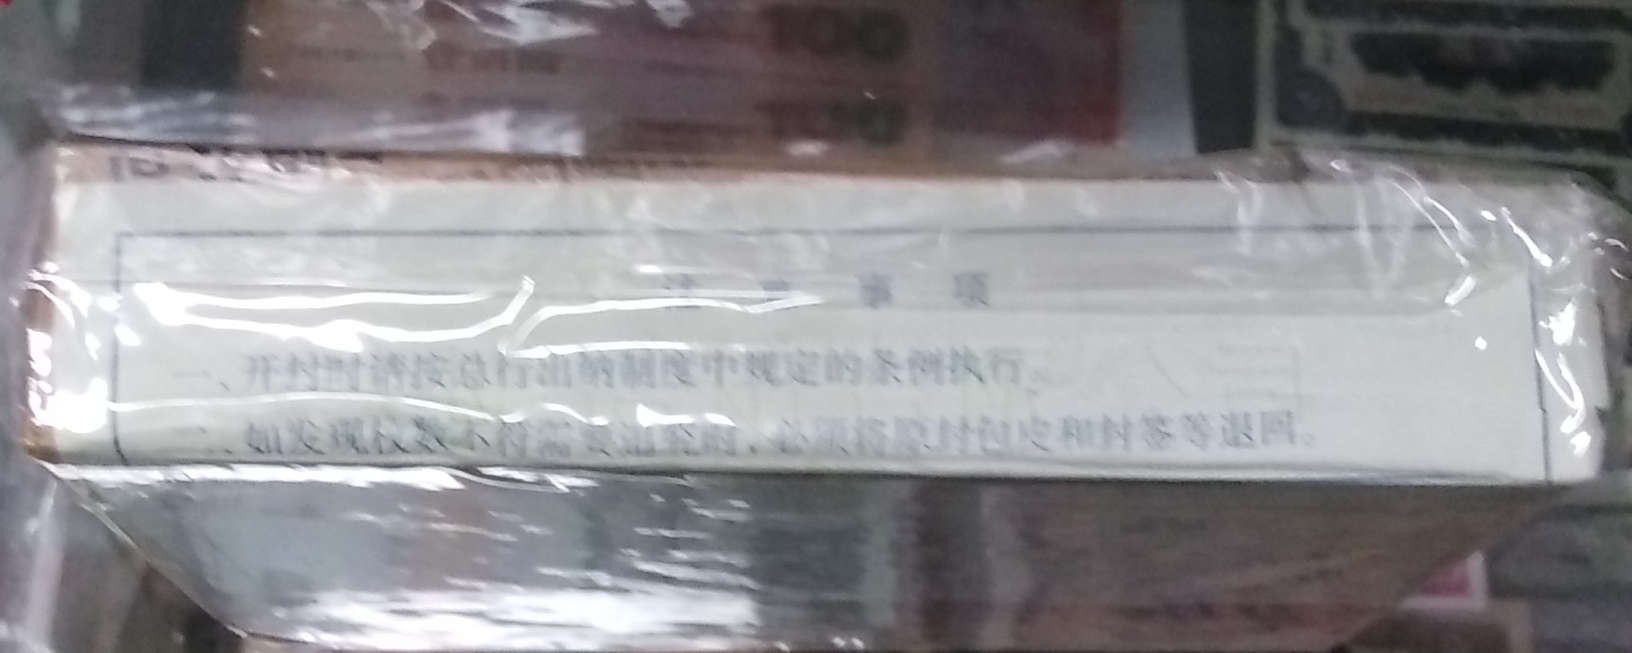 注意事项
一、开封时请按总行出纳制度中规定的条例执行。
二、如发现枚数不符需要追究时，必须将原封包皮和封签等退回。